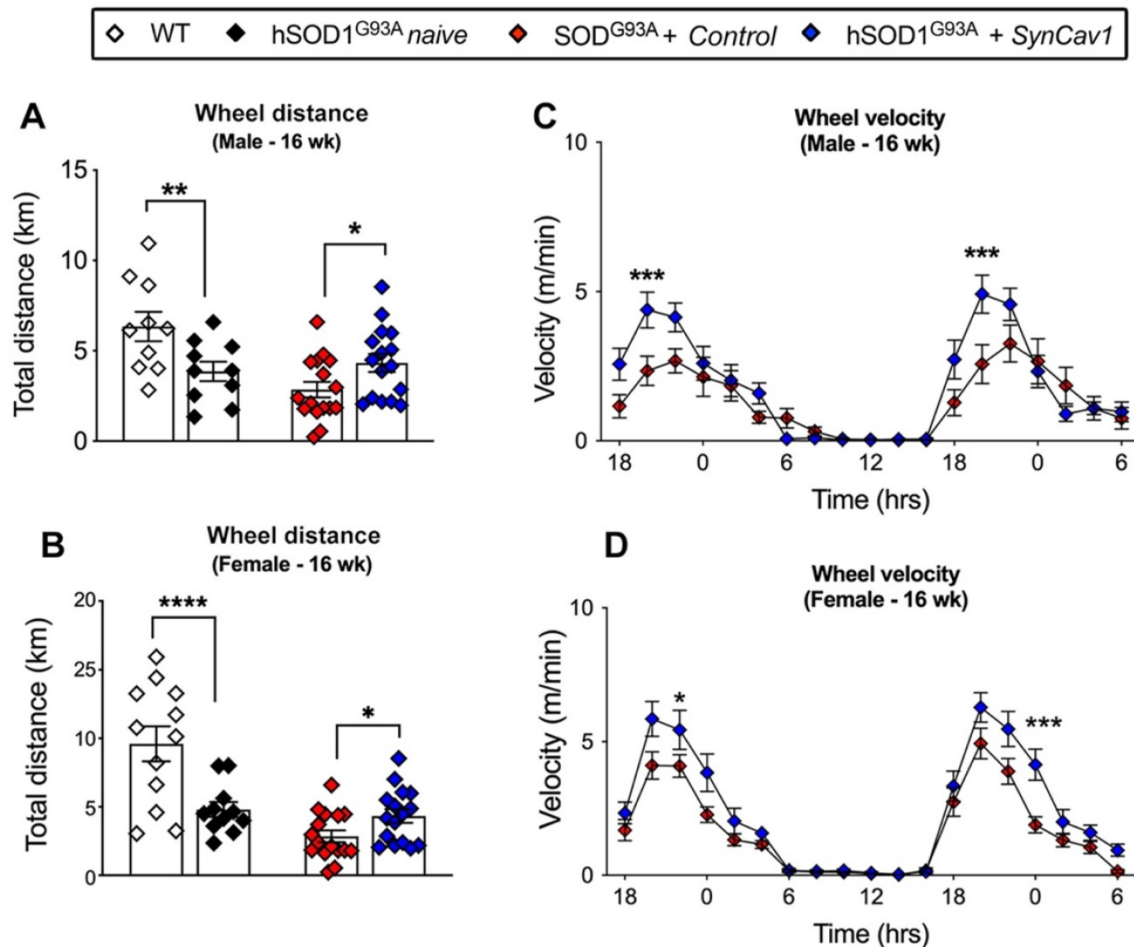 WT hSOD1G93A naive SODG93A + Control hSOD1G93A + SynCav1
A
Wheel distance
(Male - 16 wk)
Total distance (km)
15
10
5
0
**
*
C
Wheel velocity
(Male - 16 wk)
Velocity (m/min)
10
5
0
***
***
18 0 6 12 18 0 6
Time (hrs)
B
Wheel distance
(Female - 16 wk)
Total distance (km)
20
25
10
5
0
****
*
D
Wheel velocity
(Female - 16 wk)
Velocity (m/min)
10
5
0
*
***
18 0 6 12 18 0 6
Time (hrs)